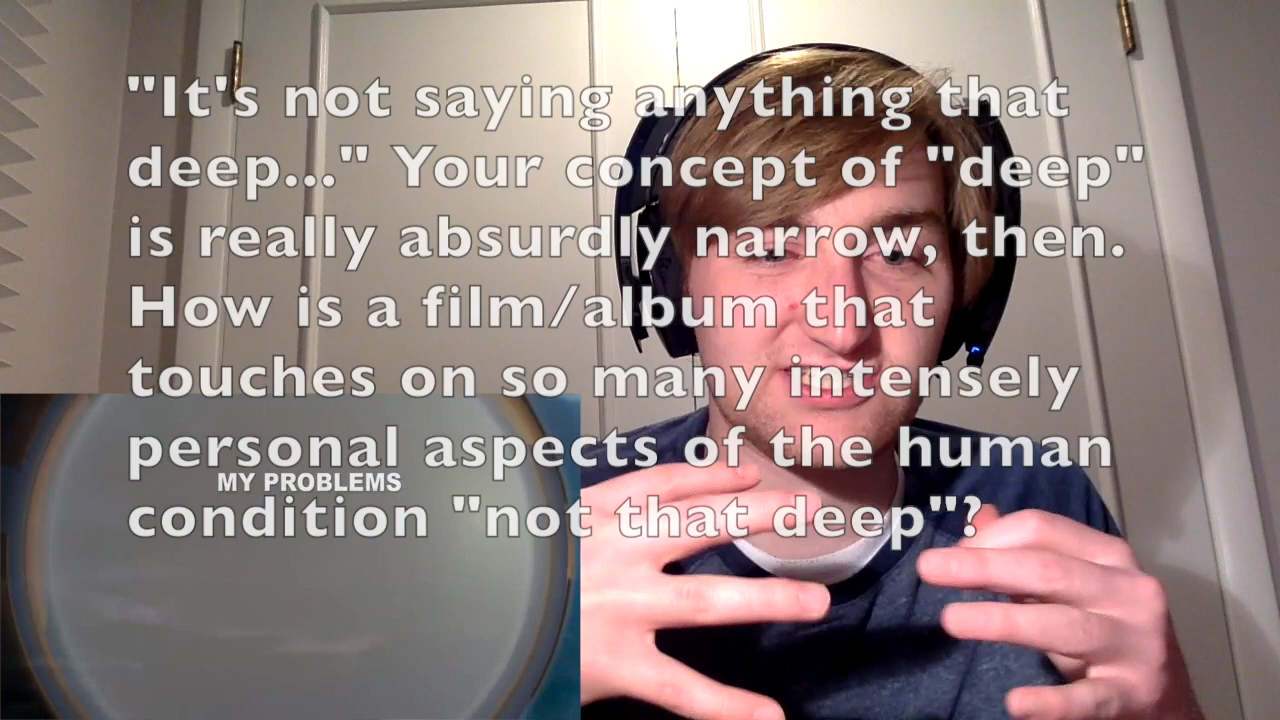 "It's not saying anything that
deep..." Your concept of "deep"
is really absurdly narrow, then.
How is a film/album that
touches on so many intensely
personal aspects of the human
condition "not that deep"?
MY PROBLEMS